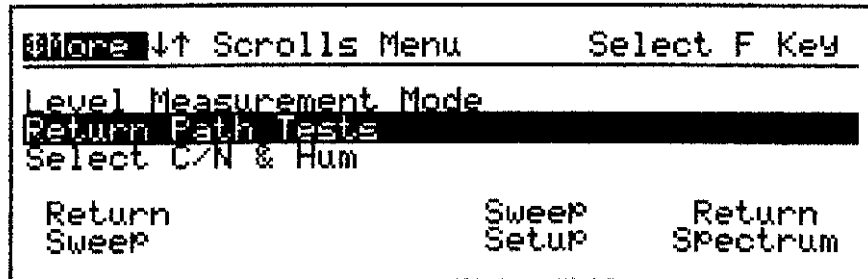 ⇟More ↓↑ Scrolls Menu Select F Key
Level Measurement Mode
Return Path Tests
Select C/N & Hum
Return Sweep Return
Sweep Setup Spectrum